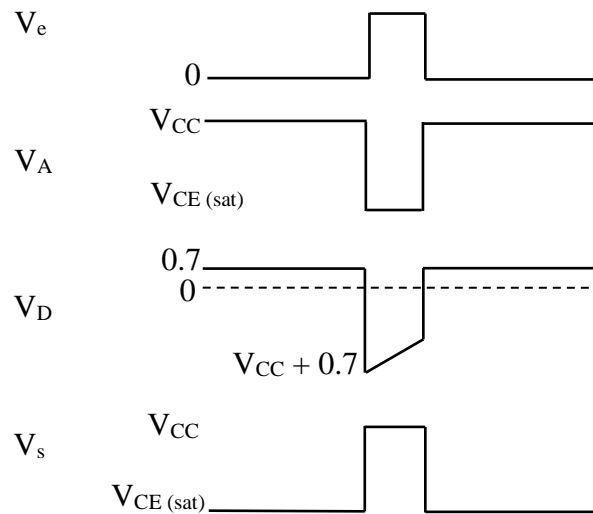 Ve
0
VCC
VA
VCE (sat)
0.7
0
VD
VCC + 0.7
VCC
Vs
VCE (sat)